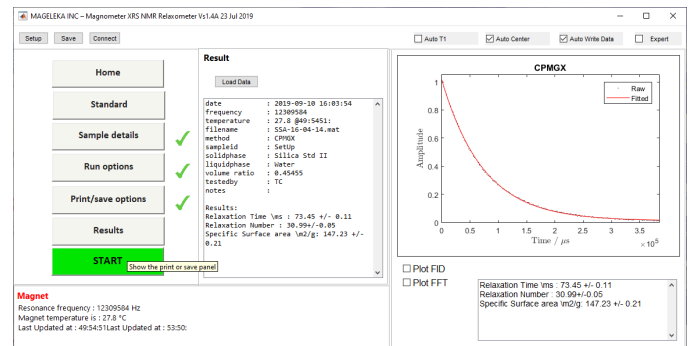 MAGELEKA INC – Magnometer XRS NMR Relaxometer Vs1.4A 23 Jul 2019
Setup Save Connect
Auto T1 Auto Center Auto Write Data Expert
Home
Standard
Sample details
Run options
Print/save options
Results
START
Show the print or save panel
Result
Load Data
date : 2019-09-10 16:03:54
frequency : 12309584
temperature : 27.8 @49:5451:
filename : SSA-16-04-14.mat
method : CPMGX
sampleid : SetUp
solidphase : Silica Std II
liquidphase : Water
volume ratio : 0.45455
testedby : TC
notes :
Results:
Relaxation Time \ms : 73.45 +/- 0.11
Relaxation Number : 30.99+/-0.05
Specific Surface area \m2/g: 147.23 +/-
0.21
CPMGX
Raw
Fitted
Amplitude
1
0.8
0.6
0.4
0.2
0
0 0.5 1 1.5 2 2.5 3 3.5
Time / μs
×10⁵
Plot FID
Plot FFT
Relaxation Time \ms : 73.45 +/- 0.11
Relaxation Number : 30.99+/-0.05
Specific Surface area \m2/g: 147.23 +/- 0.21
Magnet
Resonance frequency : 12309584 Hz
Magnet temperature is : 27.8 °C
Last Updated at : 49:54:51Last Updated at : 53:50: